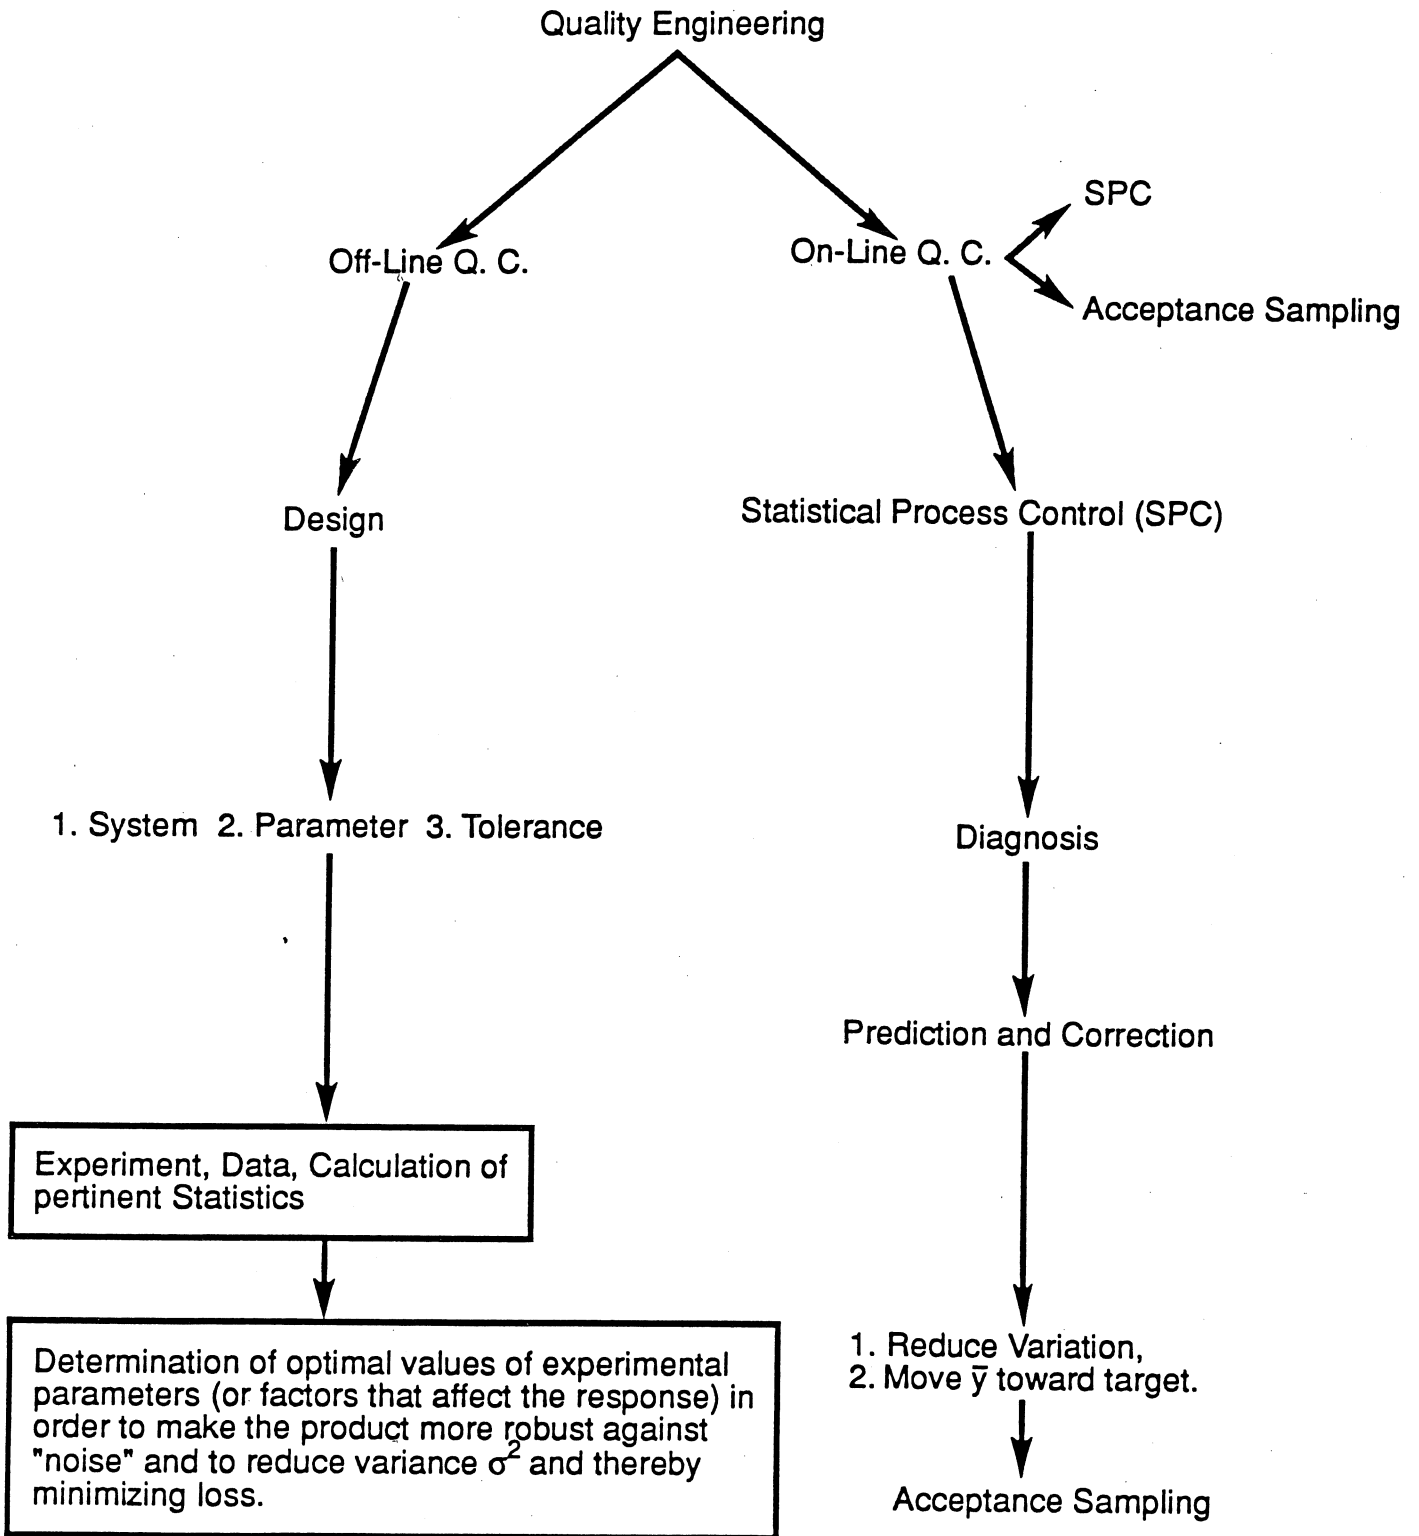 Quality Engineering
SPC
Off-Line Q. C.
On-Line Q. C.
Acceptance Sampling
Design
Statistical Process Control (SPC)
1. System 2. Parameter 3. Tolerance
Diagnosis
Prediction and Correction
Experiment, Data, Calculation of
pertinent Statistics
Determination of optimal values of experimental
parameters (or factors that affect the response) in
order to make the product more robust against
"noise" and to reduce variance σ² and thereby
minimizing loss.
1. Reduce Variation,
2. Move ȳ toward target.
Acceptance Sampling